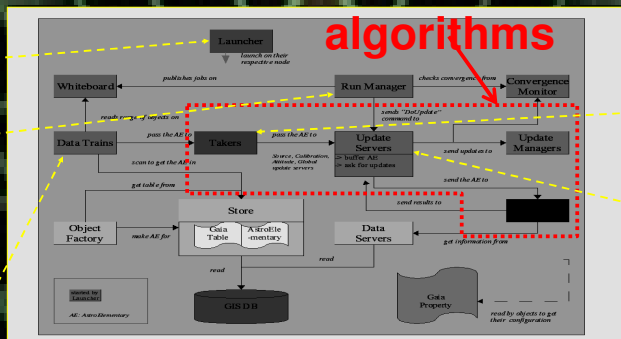 algorithms
Launcher
launch on their
respective node
publishes jobs on
checks convergence from
Whiteboard
Run Manager
Convergence
Monitor
reads range of objects on
sends "DoUpdate"
command to
pass the AE to
pass the AE to
Data Trains
Takers
Update
Servers
Update
Managers
> buffer AE
> ask for updates
Source, Calibration,
Attitude, Global
update servers
sends updates to
scan to get the AE in
send the AE to
get table from
send results to
Store
Object
Factory
make AE for
Gaia
Table
AstroEle
-mentary
Data
Servers
get information from
read
read
started by
Launcher
GIS DB
Gaia
Property
AE: AstroElementary
read by objects to get
their configuration